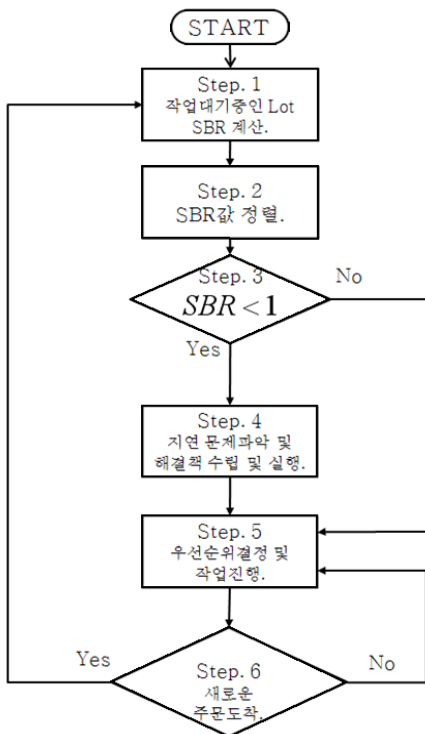 START
Step. 1
작업대기중인 Lot
SBR 계산.
Step. 2
SBR값 정렬.
Step. 3
SBR < 1
No
Yes
Step. 4
지연 문제파악 및
해결책 수립 및 실행.
Step. 5
우선순위결정 및
작업진행.
Yes
No
Step. 6
새로운
주문도착.